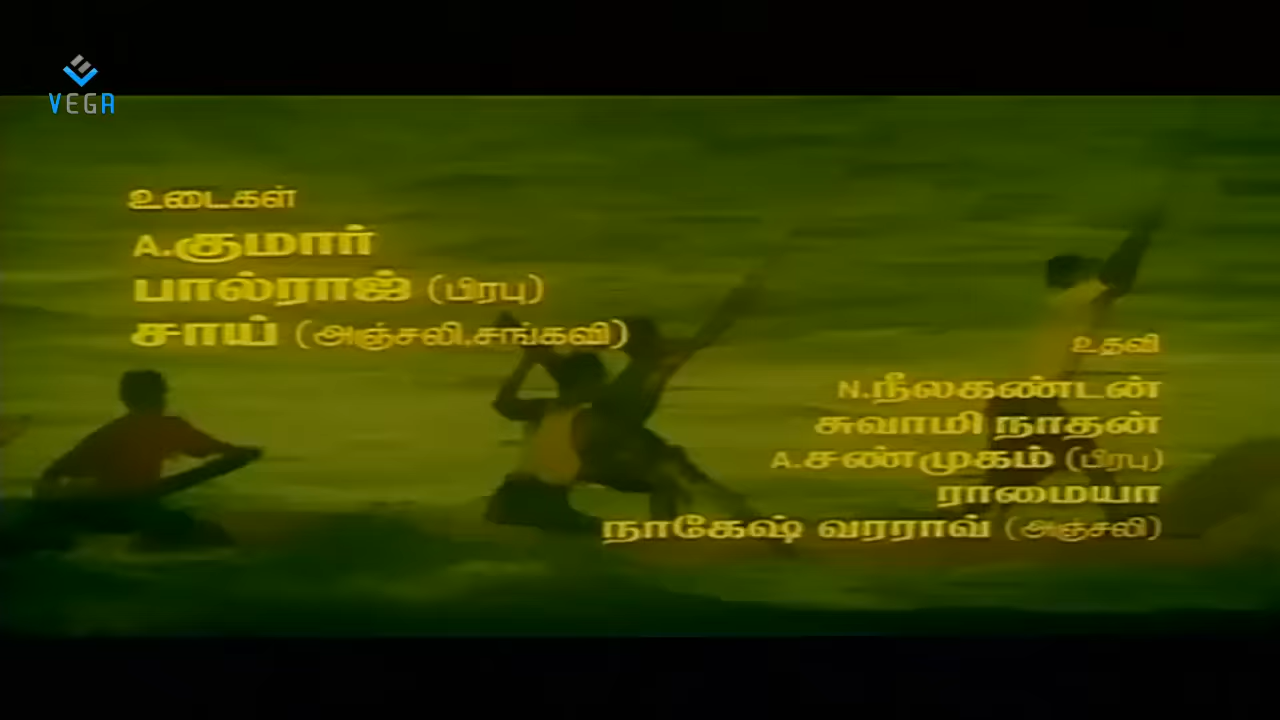 VEGA
உடைகள்
A.குமார்
பால்ராஜ் (பிரபு)
சாய் (அஞ்சலி.சங்கவி)
உதவி
N.நீலகண்டன்
சுவாமி நாதன்
A.சண்முகம் (பிரபு)
ராமையா
நாகேஷ் வரராவ் (அஞ்சலி)